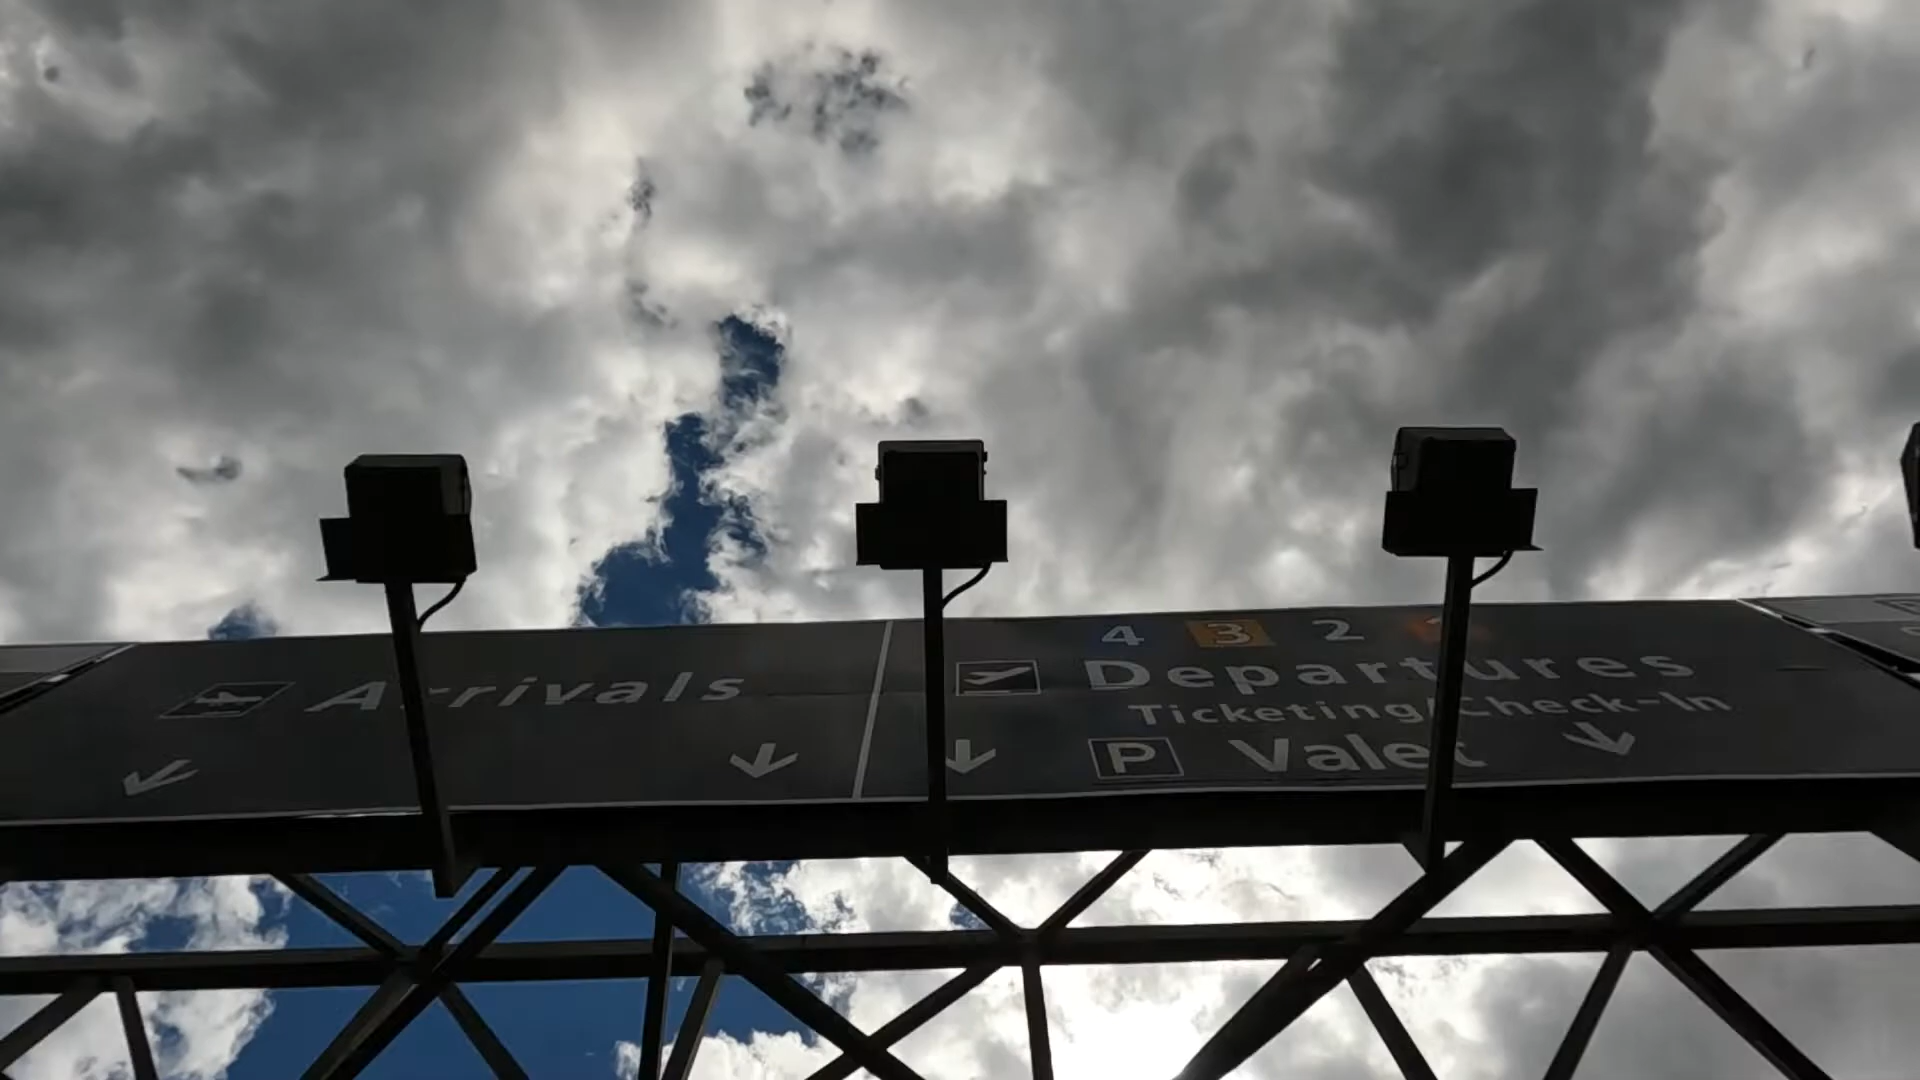 Arrivals
4 3 2
Departures
Ticketing/Check-In
P Valet